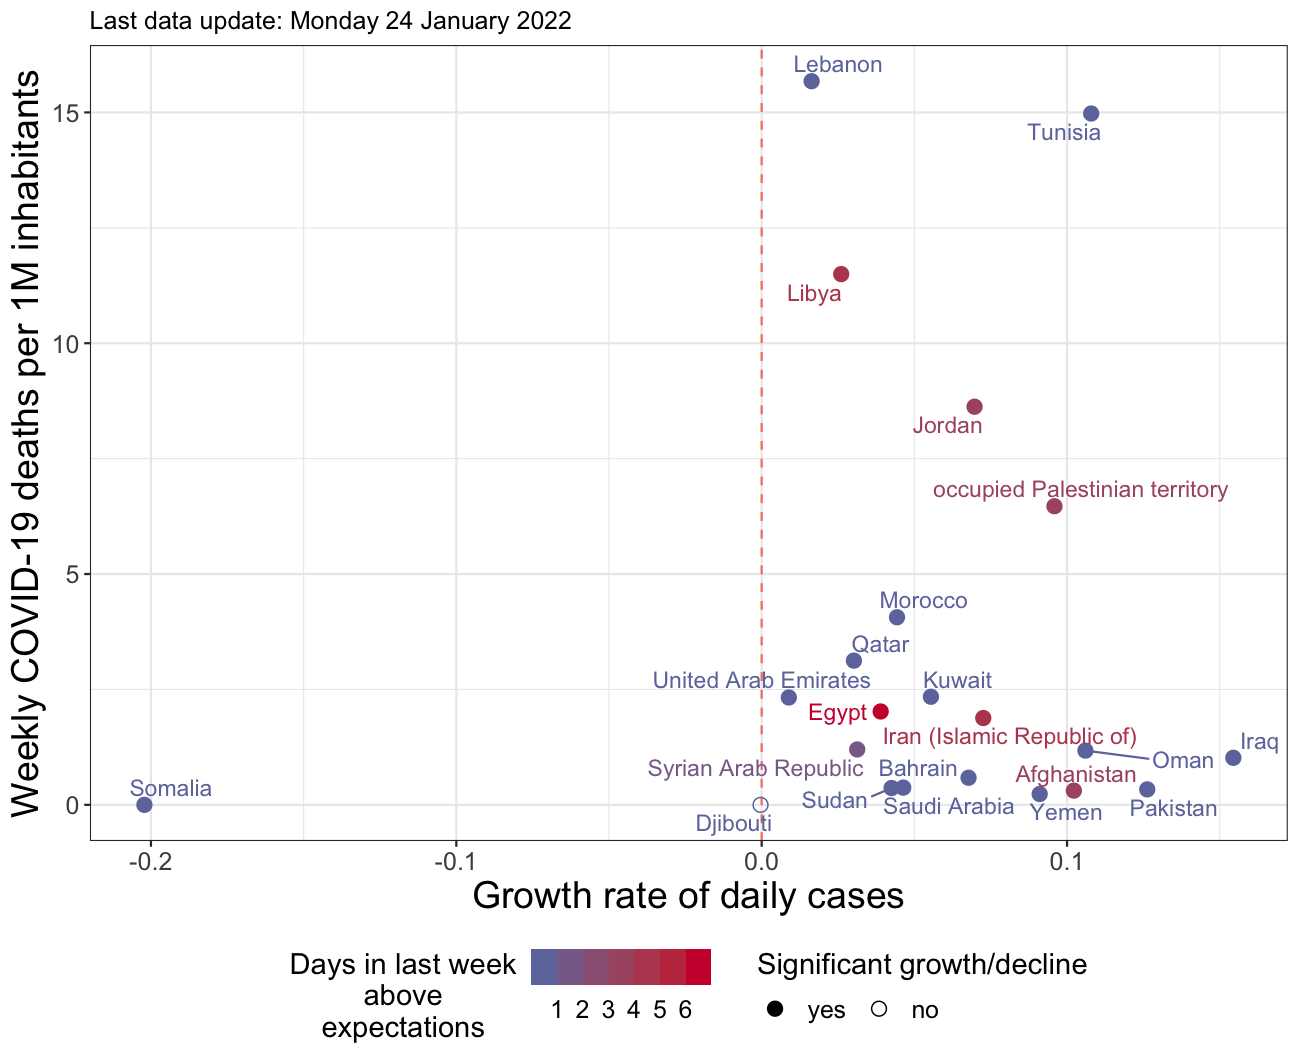 Last data update: Monday 24 January 2022
Weekly COVID-19 deaths per 1M inhabitants
15
10
5
0
Lebanon
Tunisia
Libya
Jordan
occupied Palestinian territory
Morocco
Qatar
United Arab Emirates
Kuwait
Egypt
Iran (Islamic Republic of)
Iraq
Oman
Syrian Arab Republic
Bahrain
Afghanistan
Somalia
Sudan
Saudi Arabia
Yemen
Pakistan
Djibouti
-0.2
-0.1
0.0
0.1
Growth rate of daily cases
Days in last week
above
expectations
1 2 3 4 5 6
Significant growth/decline
yes
no